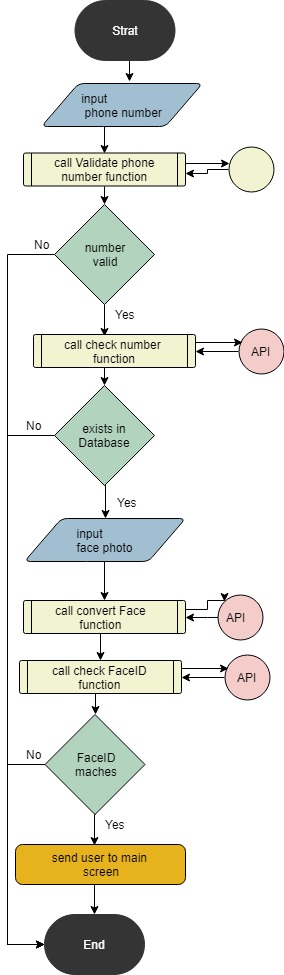 Strat
input
phone number
call Validate phone
number function
No
number
valid
Yes
call check number
function
API
No
exists in
Database
Yes
input
face photo
call convert Face
function
API
call check FaceID
function
API
No
FaceID
maches
Yes
send user to main
screen
End